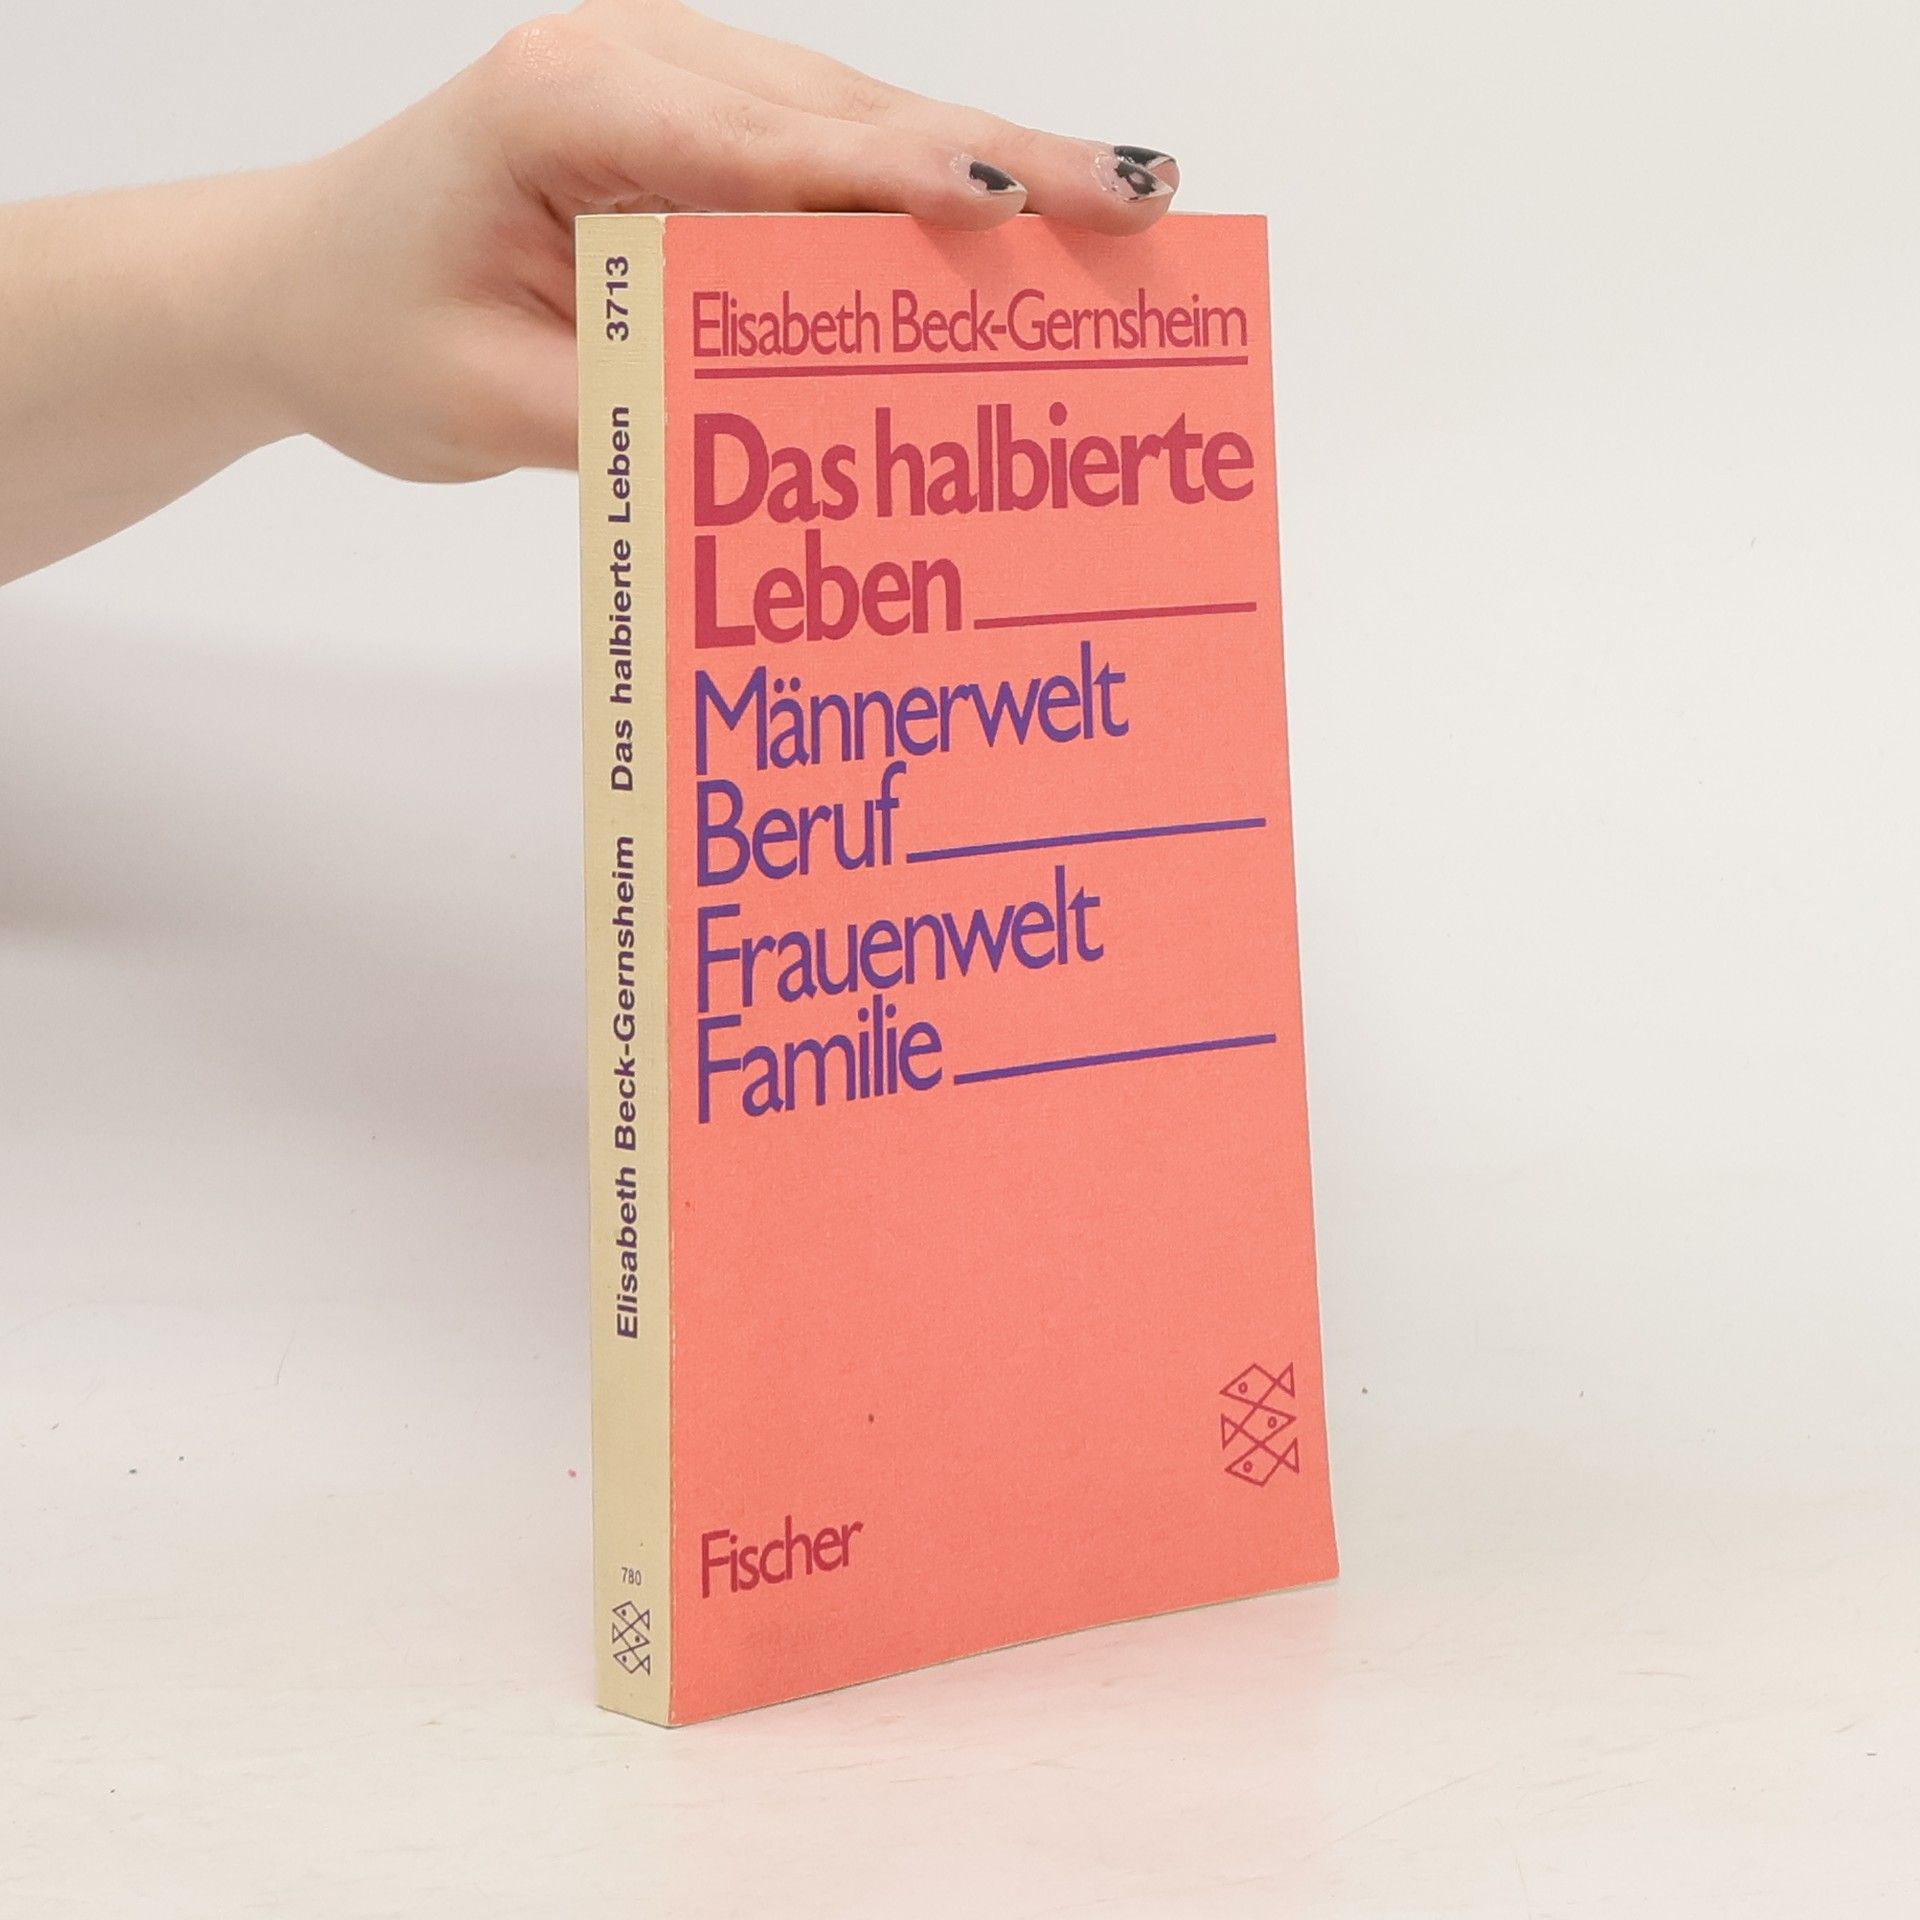 Elisabeth Beck-Gernsheim
Das halbierte
Leben
Männerwelt
Beruf
Frauenwelt
Familie
Fischer
Elisabeth Beck-Gernsheim Das halbierte Leben 3713
780